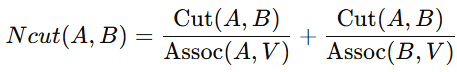 Ncut(A, B) = Cut(A, B) / Assoc(A, V) + Cut(A, B) / Assoc(B, V)